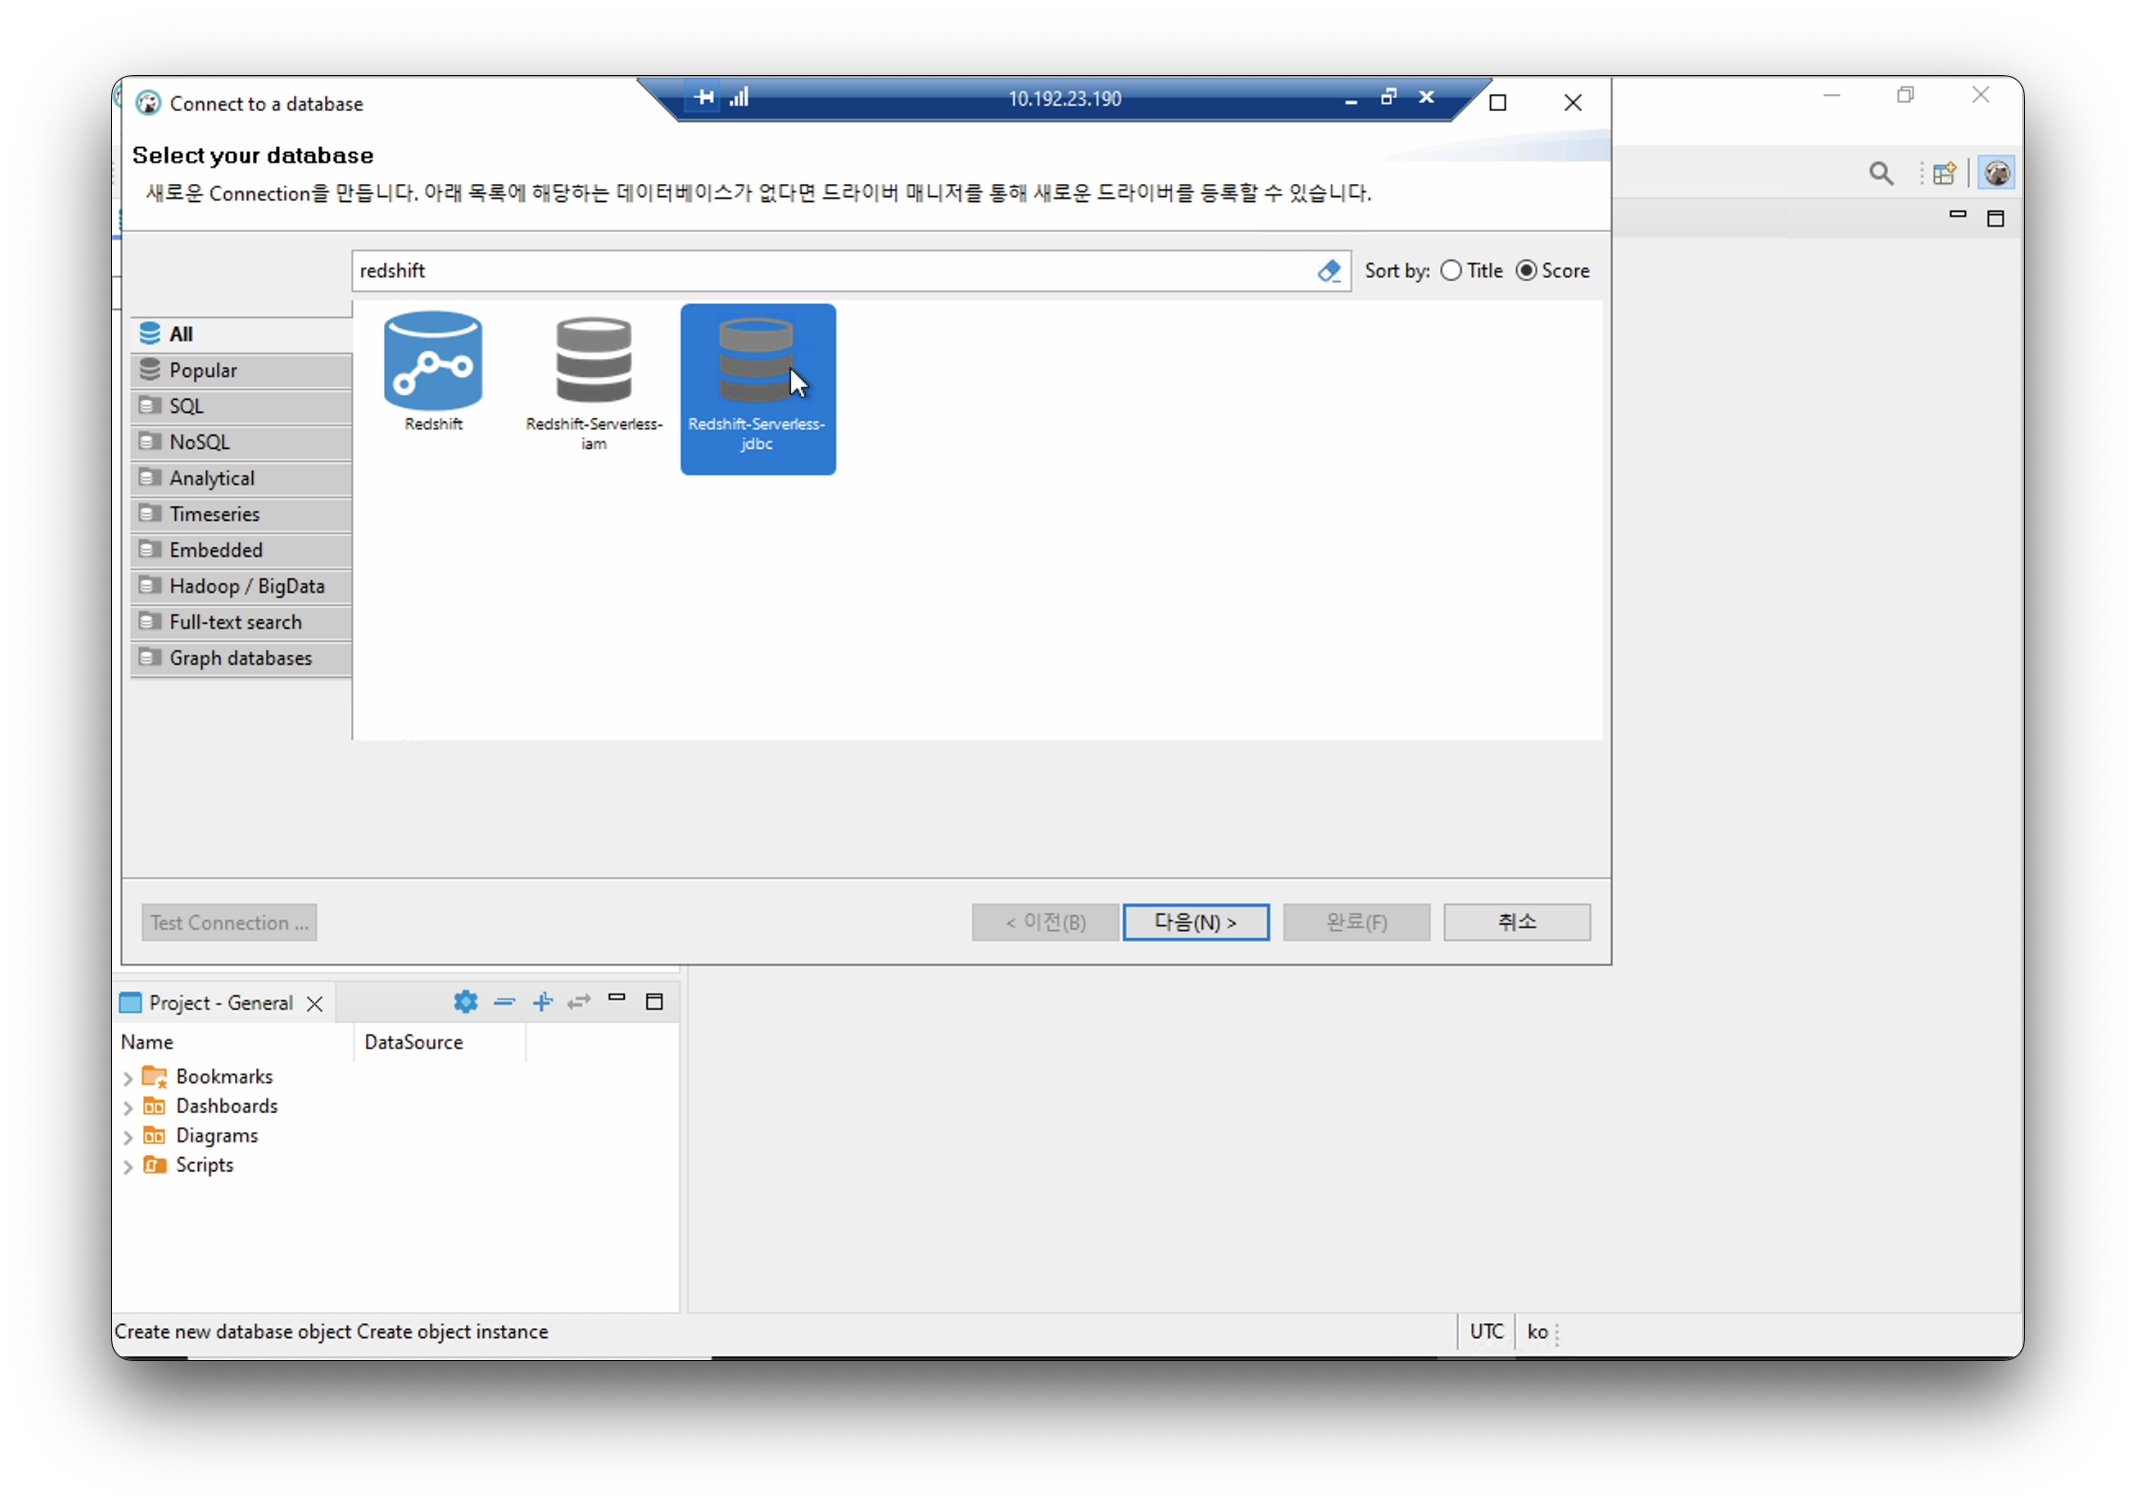 Connect to a database
10.192.23.190
Select your database
새로운 Connection을 만듭니다. 아래 목록에 해당하는 데이터베이스가 없다면 드라이버 매니저를 통해 새로운 드라이버를 등록할 수 있습니다.
redshift
Sort by: Title Score
All
Popular
SQL
NoSQL
Analytical
Timeseries
Embedded
Hadoop / BigData
Full-text search
Graph databases
Redshift
Redshift-Serverless-
iam
Redshift-Serverless-
jdbc
Test Connection ...
< 이전(B)
다음(N) >
완료(F)
취소
Project - General
Name
DataSource
Bookmarks
Dashboards
Diagrams
Scripts
Create new database object Create object instance
UTC
ko